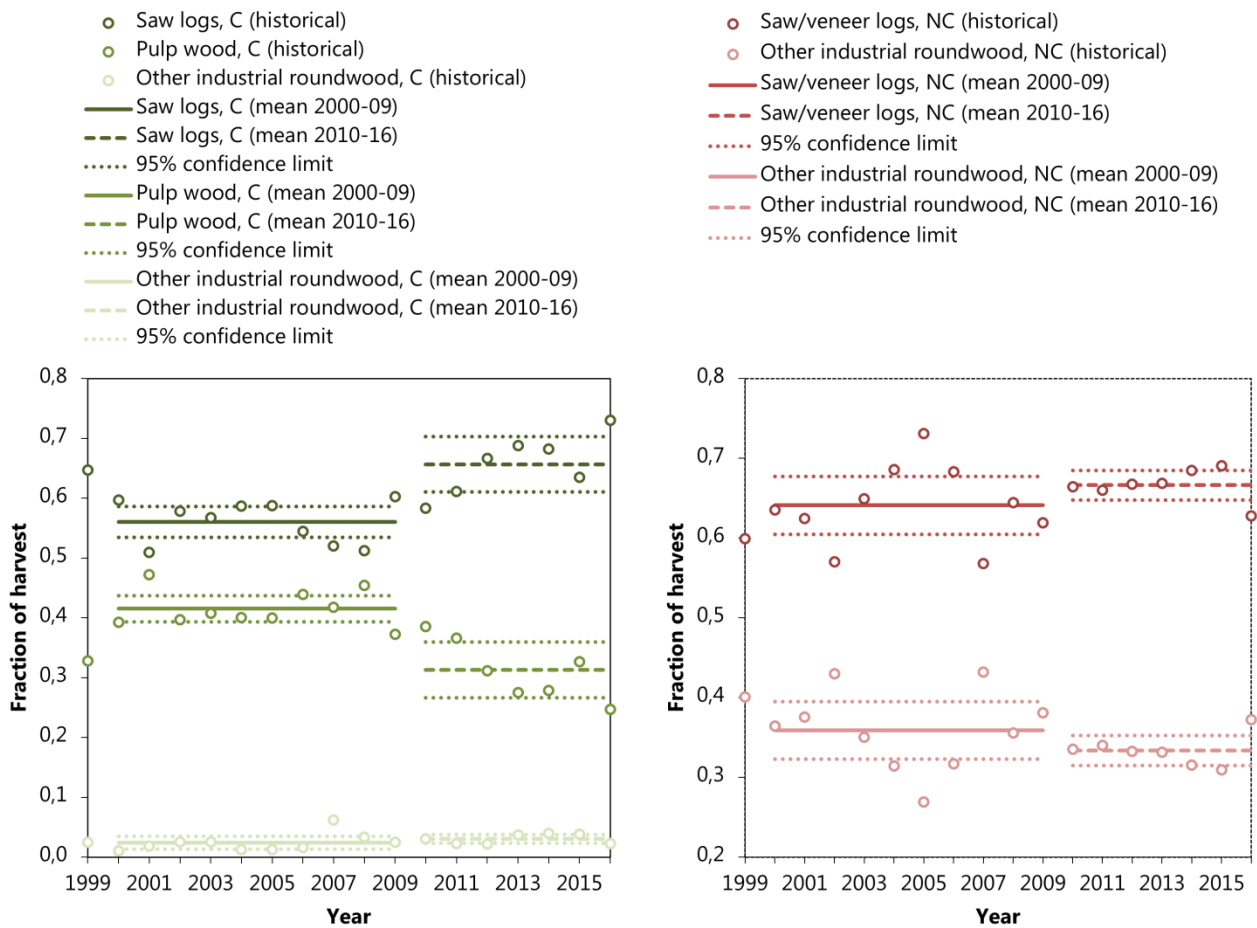 Saw logs, C (historical)
Pulp wood, C (historical)
Other industrial roundwood, C (historical)
Saw logs, C (mean 2000-09)
Saw logs, C (mean 2010-16)
95% confidence limit
Pulp wood, C (mean 2000-09)
Pulp wood, C (mean 2010-16)
95% confidence limit
Other industrial roundwood, C (mean 2000-09)
Other industrial roundwood, C (mean 2010-16)
95% confidence limit
0,8
0,7
0,6
0,5
0,4
0,3
0,2
0,1
0,0
Fraction of harvest
1999 2001 2003 2005 2007 2009 2011 2013 2015
Year
Saw/veneer logs, NC (historical)
Other industrial roundwood, NC (historical)
Saw/veneer logs, NC (mean 2000-09)
Saw/veneer logs, NC (mean 2010-16)
95% confidence limit
Other industrial roundwood, NC (mean 2000-09)
Other industrial roundwood, NC (mean 2010-16)
95% confidence limit
0,8
0,7
0,6
0,5
0,4
0,3
0,2
Fraction of harvest
1999 2001 2003 2005 2007 2009 2011 2013 2015
Year